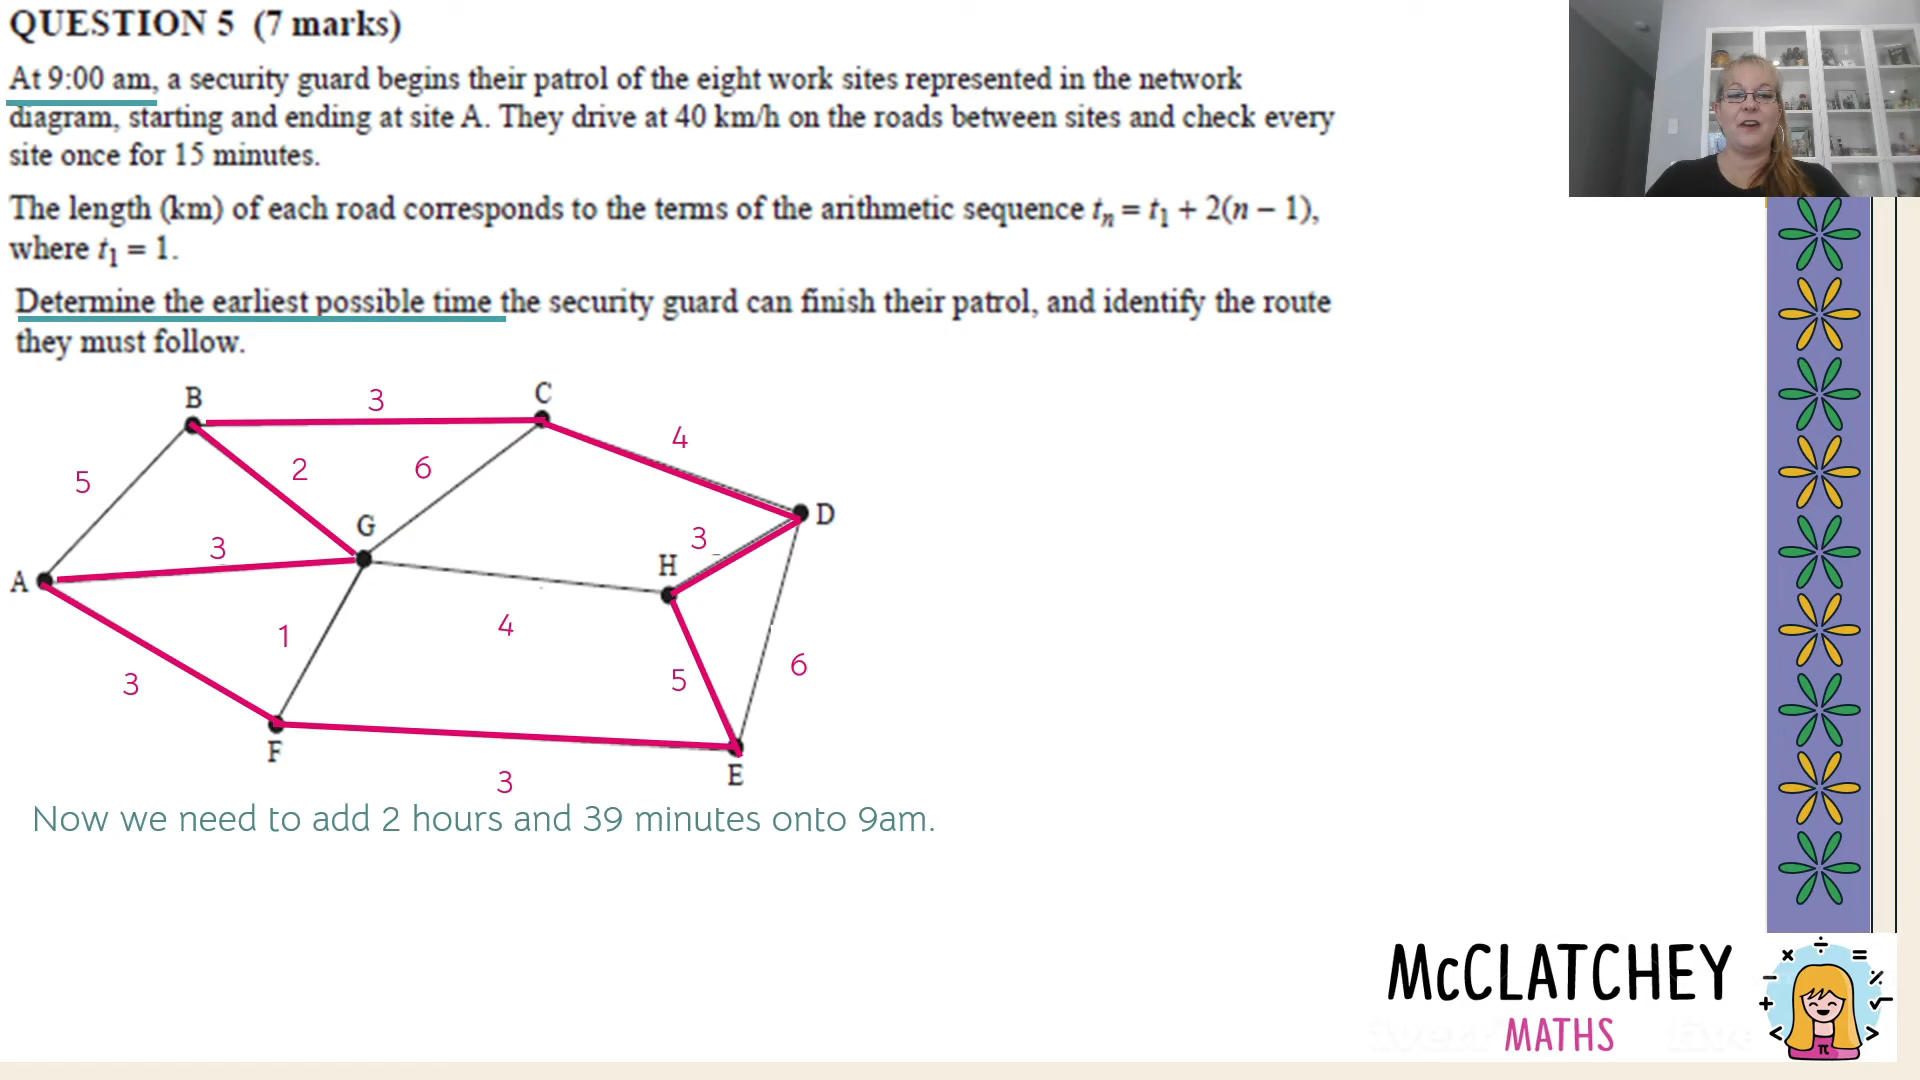 QUESTION 5 (7 marks)
At 9:00 am, a security guard begins their patrol of the eight work sites represented in the network
diagram, starting and ending at site A. They drive at 40 km/h on the roads between sites and check every
site once for 15 minutes.
The length (km) of each road corresponds to the terms of the arithmetic sequence tₙ = t₁ + 2(n – 1),
where t₁ = 1.
Determine the earliest possible time the security guard can finish their patrol, and identify the route
they must follow.
B 3 C
4
5 2 6
G D
3 3
A H
1 4
3 5 6
F E
3
Now we need to add 2 hours and 39 minutes onto 9am.
McCLATCHEY
MATHS
× ÷ =
– %
+ √
< π >